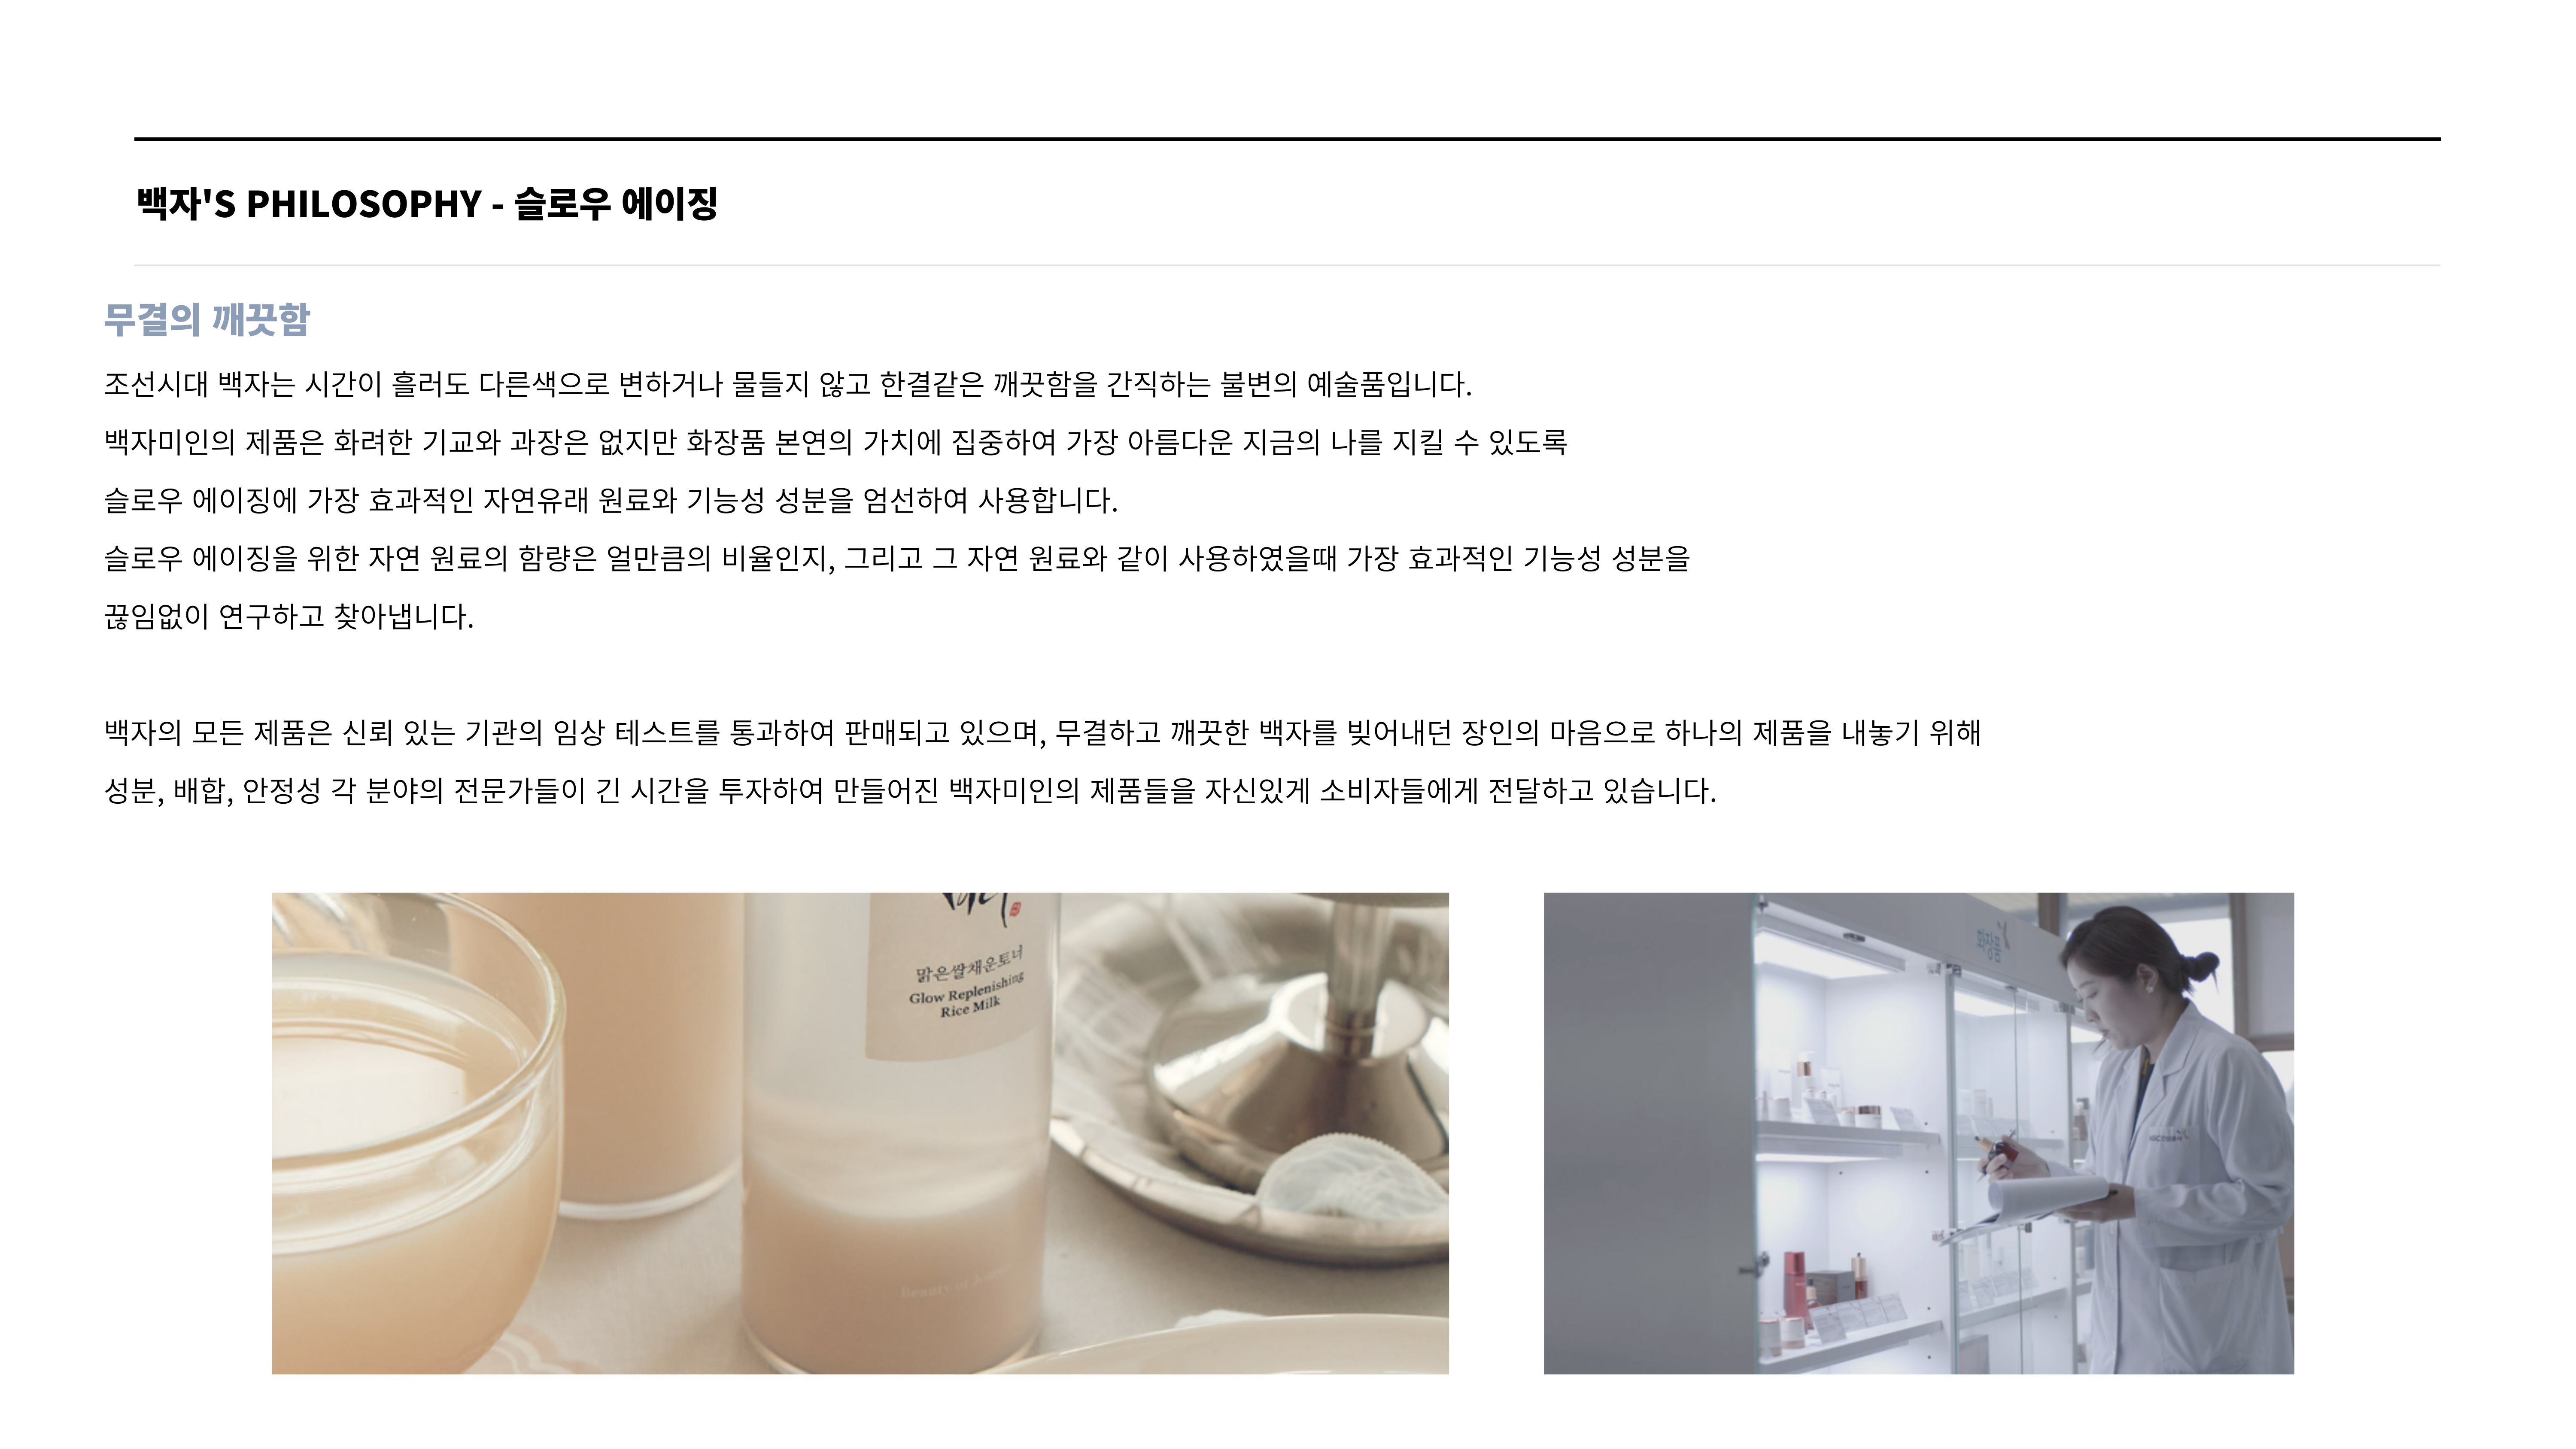 백자'S PHILOSOPHY - 슬로우 에이징
무결의 깨끗함
조선시대 백자는 시간이 흘러도 다른색으로 변하거나 물들지 않고 한결같은 깨끗함을 간직하는 불변의 예술품입니다.
백자미인의 제품은 화려한 기교와 과장은 없지만 화장품 본연의 가치에 집중하여 가장 아름다운 지금의 나를 지킬 수 있도록
슬로우 에이징에 가장 효과적인 자연유래 원료와 기능성 성분을 엄선하여 사용합니다.
슬로우 에이징을 위한 자연 원료의 함량은 얼만큼의 비율인지, 그리고 그 자연 원료와 같이 사용하였을때 가장 효과적인 기능성 성분을
끊임없이 연구하고 찾아냅니다.
백자의 모든 제품은 신뢰 있는 기관의 임상 테스트를 통과하여 판매되고 있으며, 무결하고 깨끗한 백자를 빚어내던 장인의 마음으로 하나의 제품을 내놓기 위해
성분, 배합, 안정성 각 분야의 전문가들이 긴 시간을 투자하여 만들어진 백자미인의 제품들을 자신있게 소비자들에게 전달하고 있습니다.
맑은쌀채운토너
Glow Replenishing
Rice Milk
Beauty of
화장품